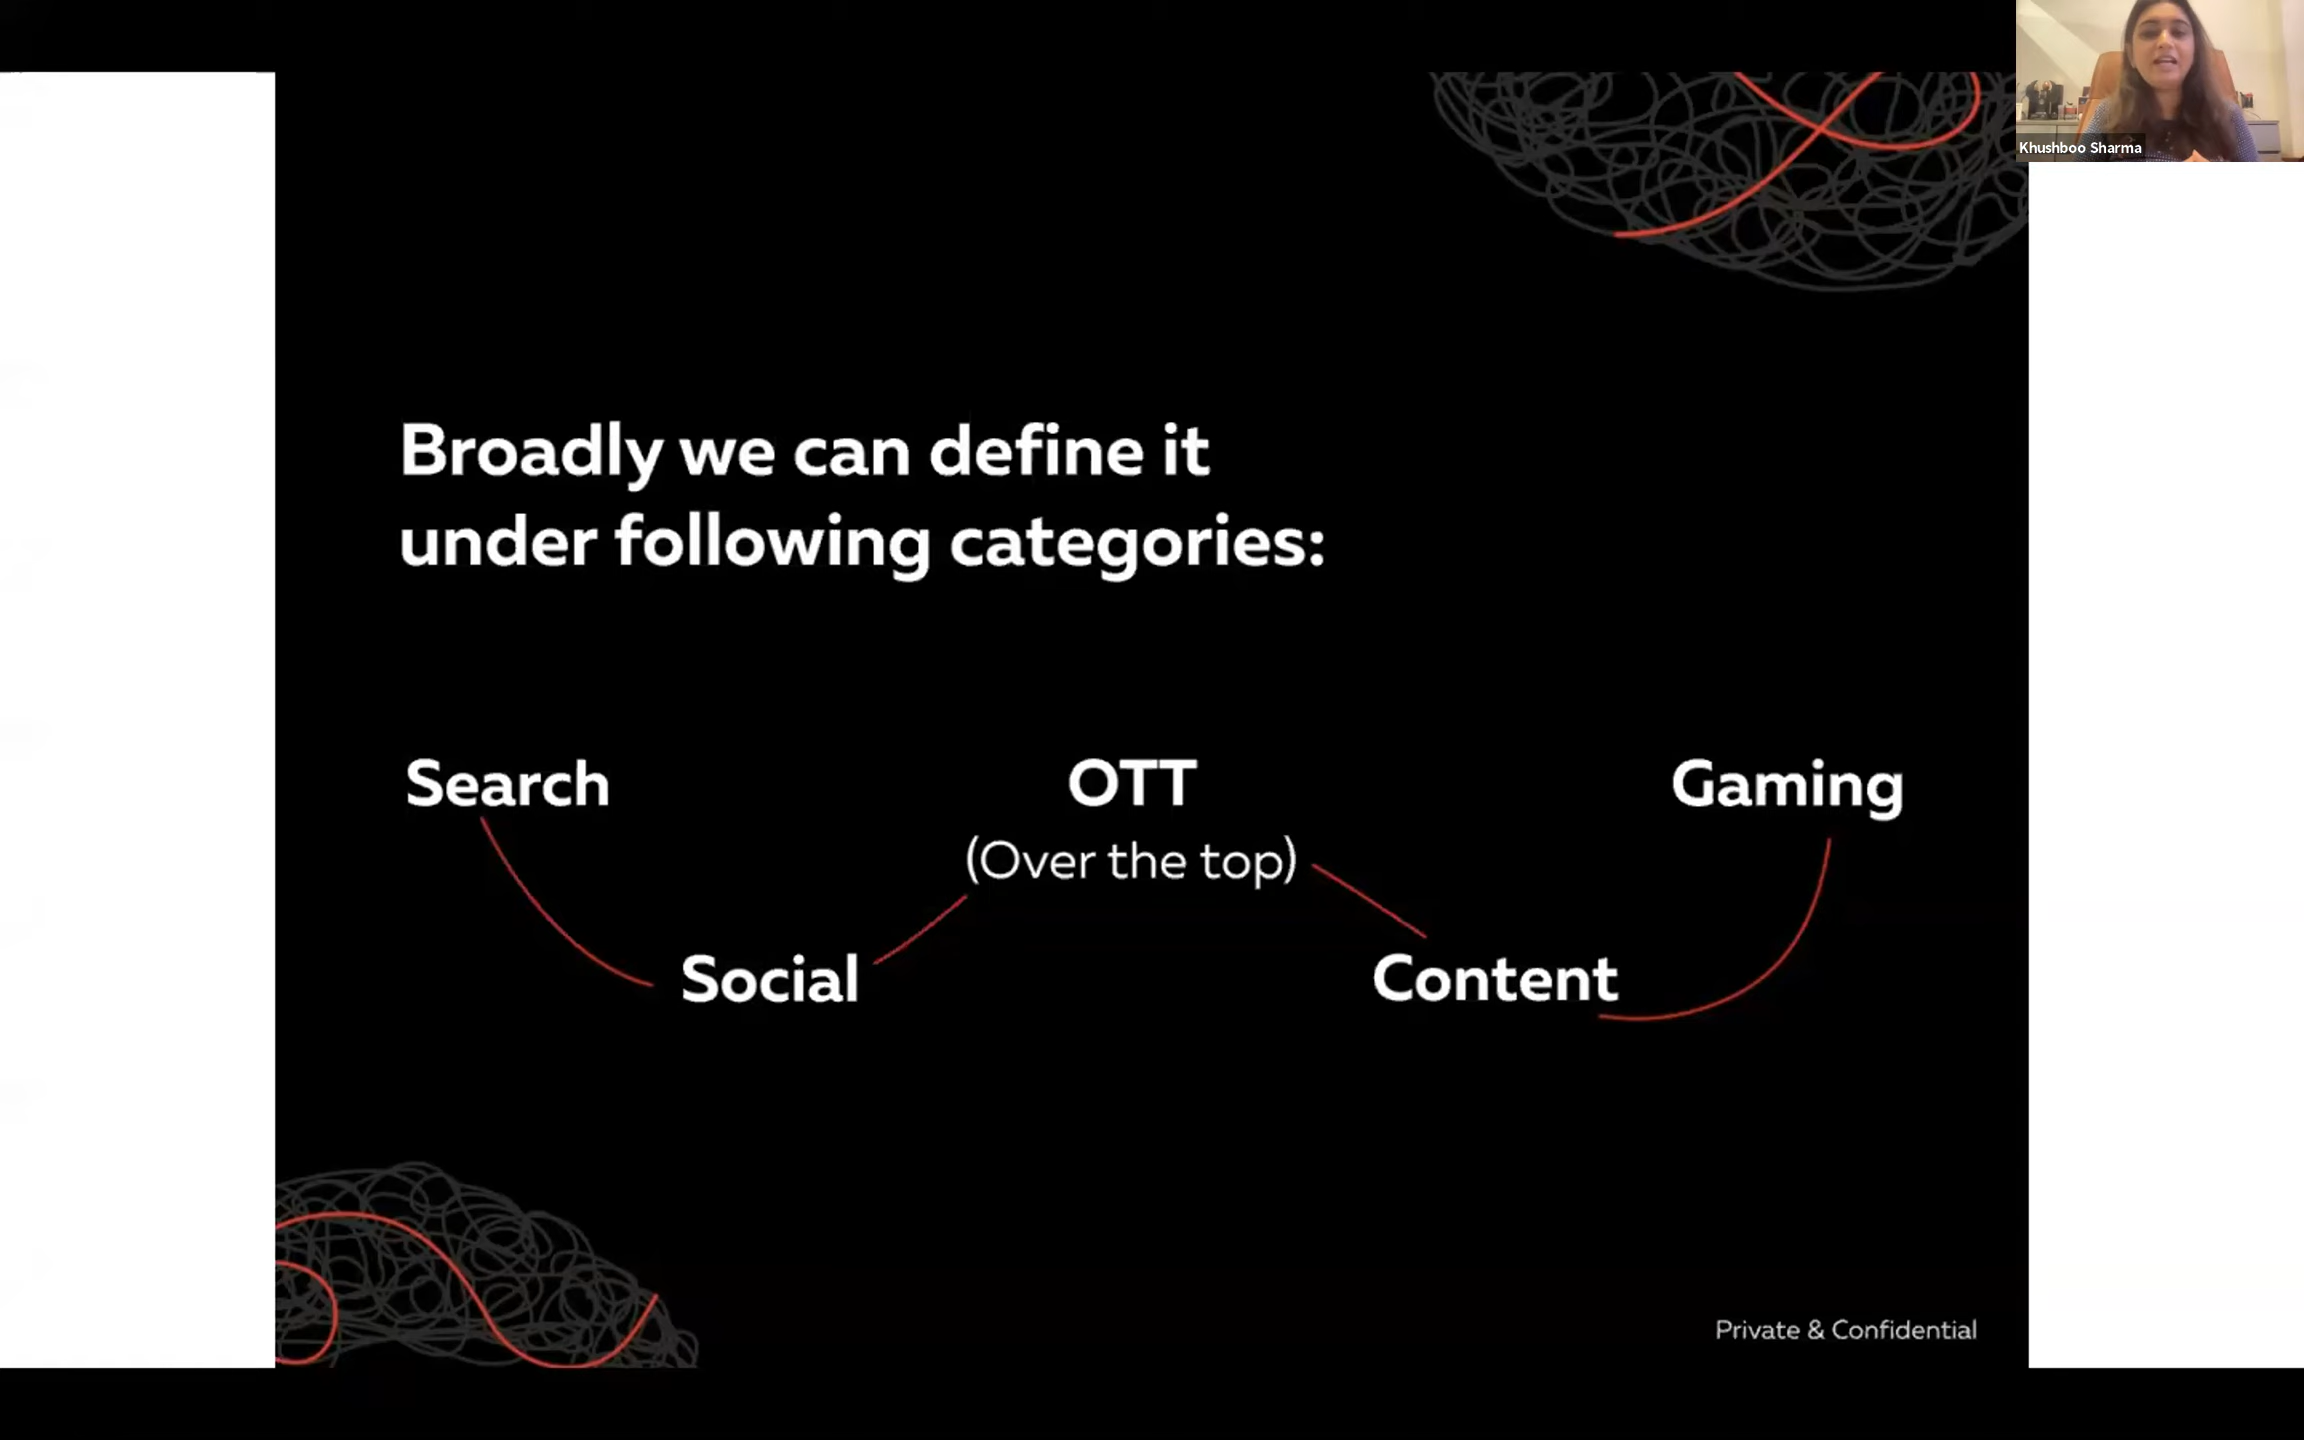 Khushboo Sharma
Broadly we can define it
under following categories:
Search
OTT
(Over the top)
Gaming
Social
Content
Private & Confidential